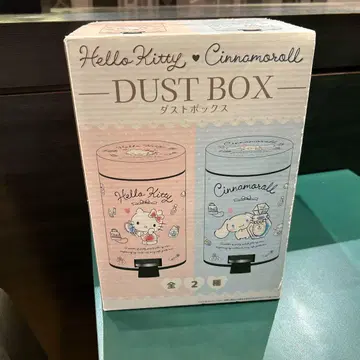 Hello Kitty ♥ Cinnamoroll
DUST BOX
ダストボックス
Hello Kitty
Cinnamoroll
全 2 種